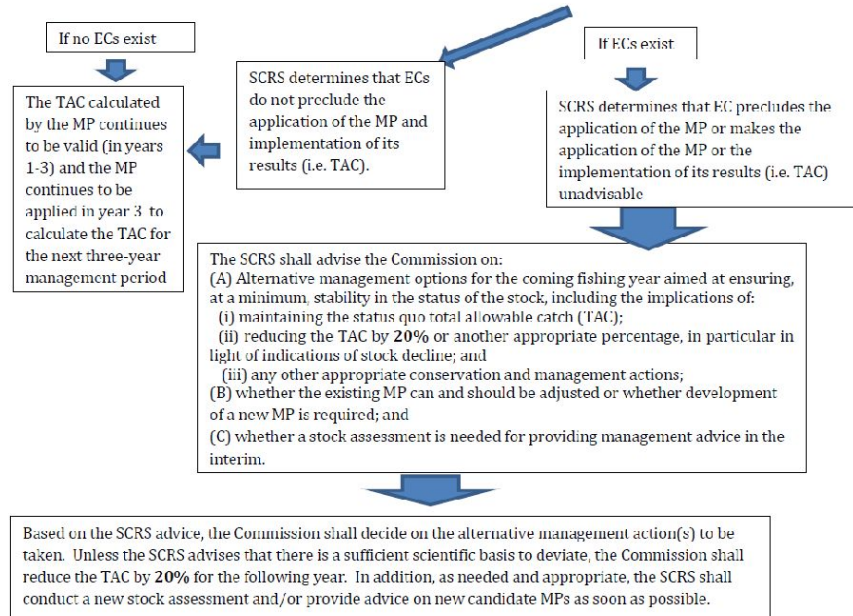 If no ECs exist
If ECs exist
SCRS determines that ECs
do not preclude the
application of the MP and
implementation of its
results (i.e. TAC).
The TAC calculated
by the MP continues
to be valid (in years
1-3) and the MP
continues to be
applied in year 3 to
calculate the TAC for
the next three-year
management period
SCRS determines that EC precludes the
application of the MP or makes the
application of the MP or the
implementation of its results (i.e. TAC)
unadvisable
The SCRS shall advise the Commission on:
(A) Alternative management options for the coming fishing year aimed at ensuring,
at a minimum, stability in the status of the stock, including the implications of:
(i) maintaining the status quo total allowable catch (TAC);
(ii) reducing the TAC by 20% or another appropriate percentage, in particular in
light of indications of stock decline; and
(iii) any other appropriate conservation and management actions;
(B) whether the existing MP can and should be adjusted or whether development
of a new MP is required; and
(C) whether a stock assessment is needed for providing management advice in the
interim.
Based on the SCRS advice, the Commission shall decide on the alternative management action(s) to be
taken. Unless the SCRS advises that there is a sufficient scientific basis to deviate, the Commission shall
reduce the TAC by 20% for the following year. In addition, as needed and appropriate, the SCRS shall
conduct a new stock assessment and/or provide advice on new candidate MPs as soon as possible.